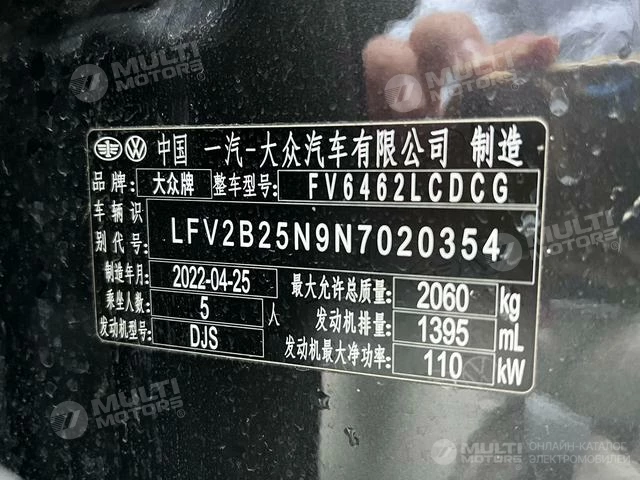 中国 一汽-大众汽车有限公司 制造
品牌: 大众牌 整车型号: FV6462LCDCG
车辆识别代号: LFV2B25N9N7020354
制造年月: 2022-04-25 最大允许总质量: 2060 kg
乘坐人数: 5 人 发动机排量: 1395 mL
发动机型号: DJS 发动机最大净功率: 110 kW
MULTI MOTORS
MULTI MOTORS
MULTI MOTORS
MULTI MOTORS
MULTI MOTORS ОНЛАЙН-КАТАЛОГ ЭЛЕКТРОМОБИЛЕЙ